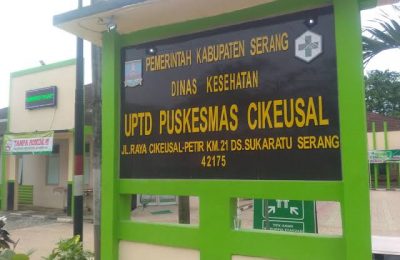 PEMERINTAH KABUPATEN SERANG
DINAS KESEHATAN
UPTD PUSKESMAS CIKEUSAL
JL.RAYA CIKEUSAL-PETIR KM.21 DS.SUKARATU SERANG
42175